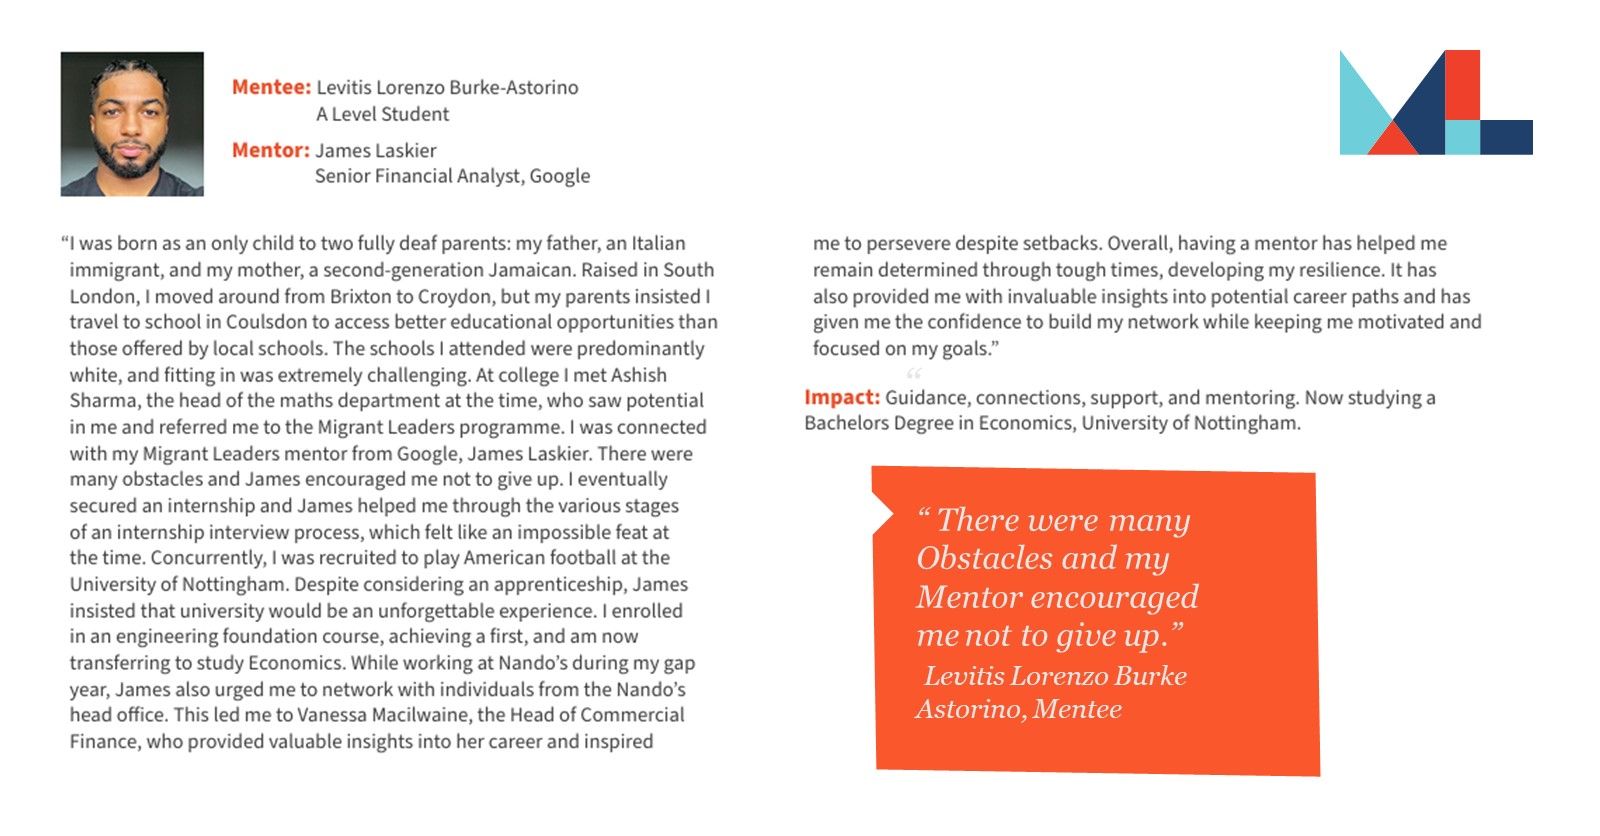 Mentee: Levitis Lorenzo Burke-Astorino
A Level Student
Mentor: James Laskier
Senior Financial Analyst, Google
ML
“I was born as an only child to two fully deaf parents: my father, an Italian
immigrant, and my mother, a second-generation Jamaican. Raised in South
London, I moved around from Brixton to Croydon, but my parents insisted I
travel to school in Coulsdon to access better educational opportunities than
those offered by local schools. The schools I attended were predominantly
white, and fitting in was extremely challenging. At college I met Ashish
Sharma, the head of the maths department at the time, who saw potential
in me and referred me to the Migrant Leaders programme. I was connected
with my Migrant Leaders mentor from Google, James Laskier. There were
many obstacles and James encouraged me not to give up. I eventually
secured an internship and James helped me through the various stages
of an internship interview process, which felt like an impossible feat at
the time. Concurrently, I was recruited to play American football at the
University of Nottingham. Despite considering an apprenticeship, James
insisted that university would be an unforgettable experience. I enrolled
in an engineering foundation course, achieving a first, and am now
transferring to study Economics. While working at Nando’s during my gap
year, James also urged me to network with individuals from the Nando’s
head office. This led me to Vanessa Macilwaine, the Head of Commercial
Finance, who provided valuable insights into her career and inspired
me to persevere despite setbacks. Overall, having a mentor has helped me
remain determined through tough times, developing my resilience. It has
also provided me with invaluable insights into potential career paths and has
given me the confidence to build my network while keeping me motivated and
focused on my goals.”
“
Impact: Guidance, connections, support, and mentoring. Now studying a
Bachelors Degree in Economics, University of Nottingham.
“ There were many
Obstacles and my
Mentor encouraged
me not to give up.”
Levitis Lorenzo Burke
Astorino, Mentee